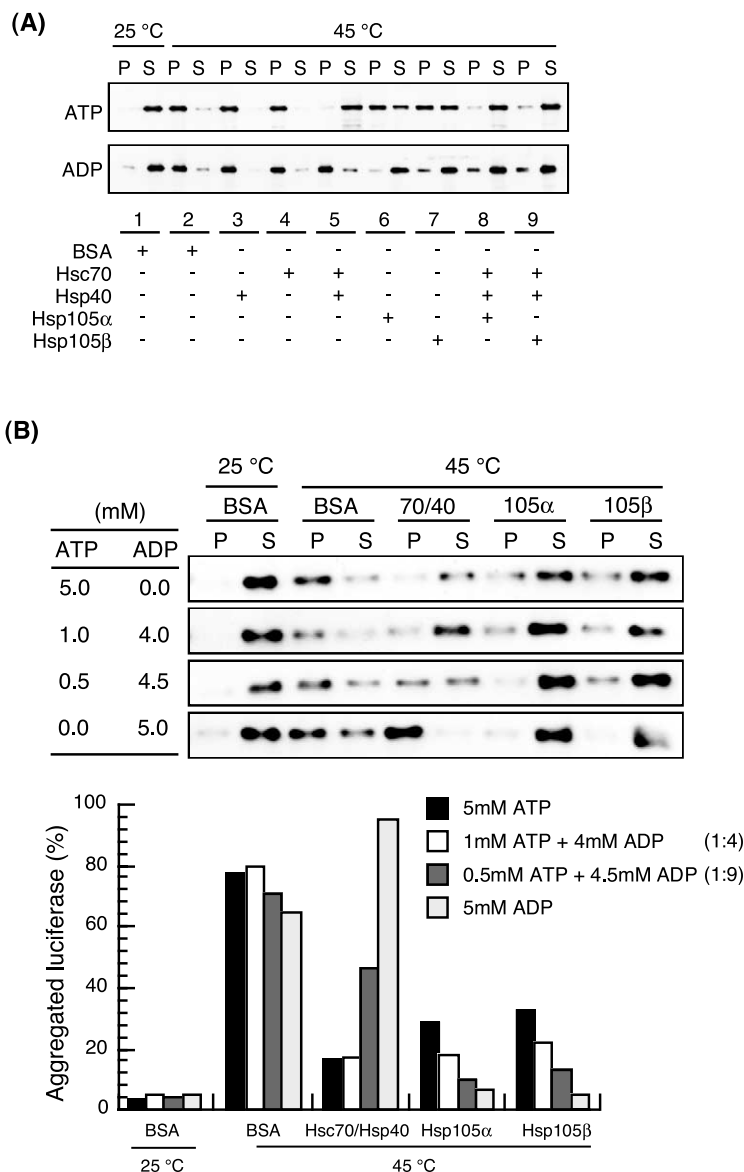 (A)
25 °C 45 °C
P S P S P S P S P S P S P S P S P S
ATP
ADP
1 2 3 4 5 6 7 8 9
BSA + + - - - - - - -
Hsc70 - - - + + - - + +
Hsp40 - - + - + - - + +
Hsp105α - - - - - + - + -
Hsp105β - - - - - - + - +
(B)
25 °C 45 °C
(mM) BSA BSA 70/40 105α 105β
ATP ADP P S P S P S P S P S
5.0 0.0
1.0 4.0
0.5 4.5
0.0 5.0
Aggregated luciferase (%)
100
80
60
40
20
0
5mM ATP
1mM ATP + 4mM ADP (1:4)
0.5mM ATP + 4.5mM ADP (1:9)
5mM ADP
BSA BSA Hsc70/Hsp40 Hsp105α Hsp105β
25 °C 45 °C